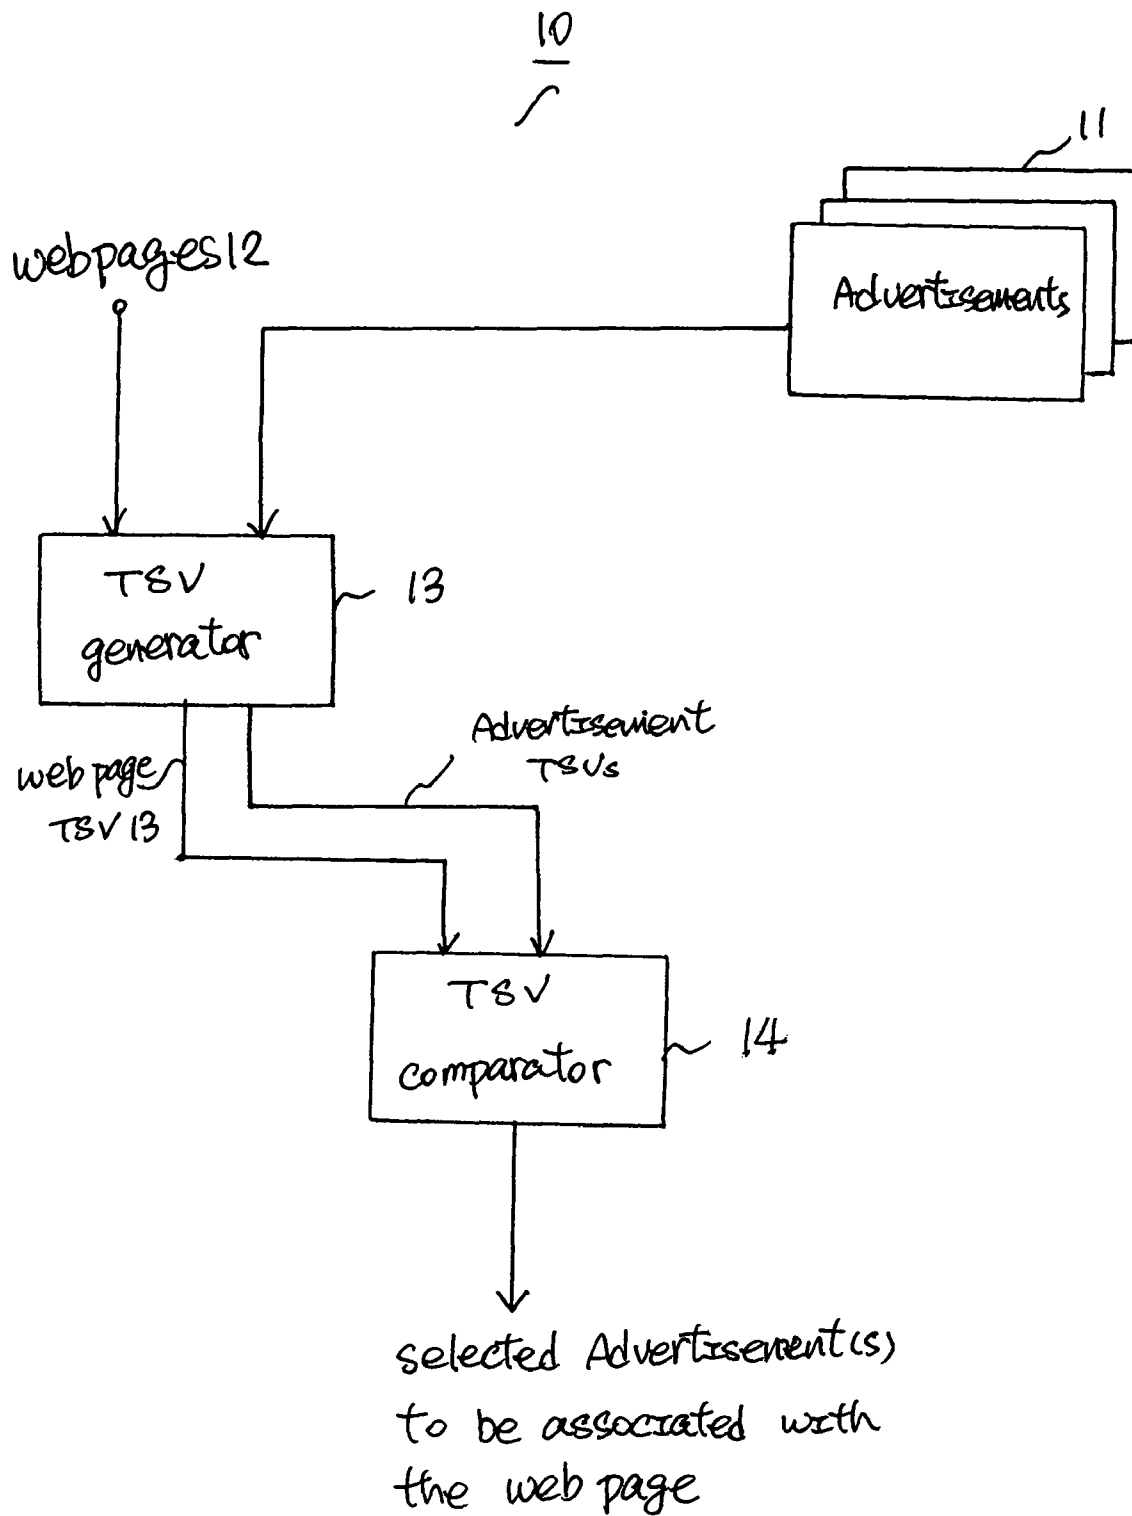 10
11
webpages12
Advertisements
TSV
generator
13
Advertisement
TSVs
web page
TSV 13
TSV
comparator
14
selected Advertisement(s)
to be associated with
the web page